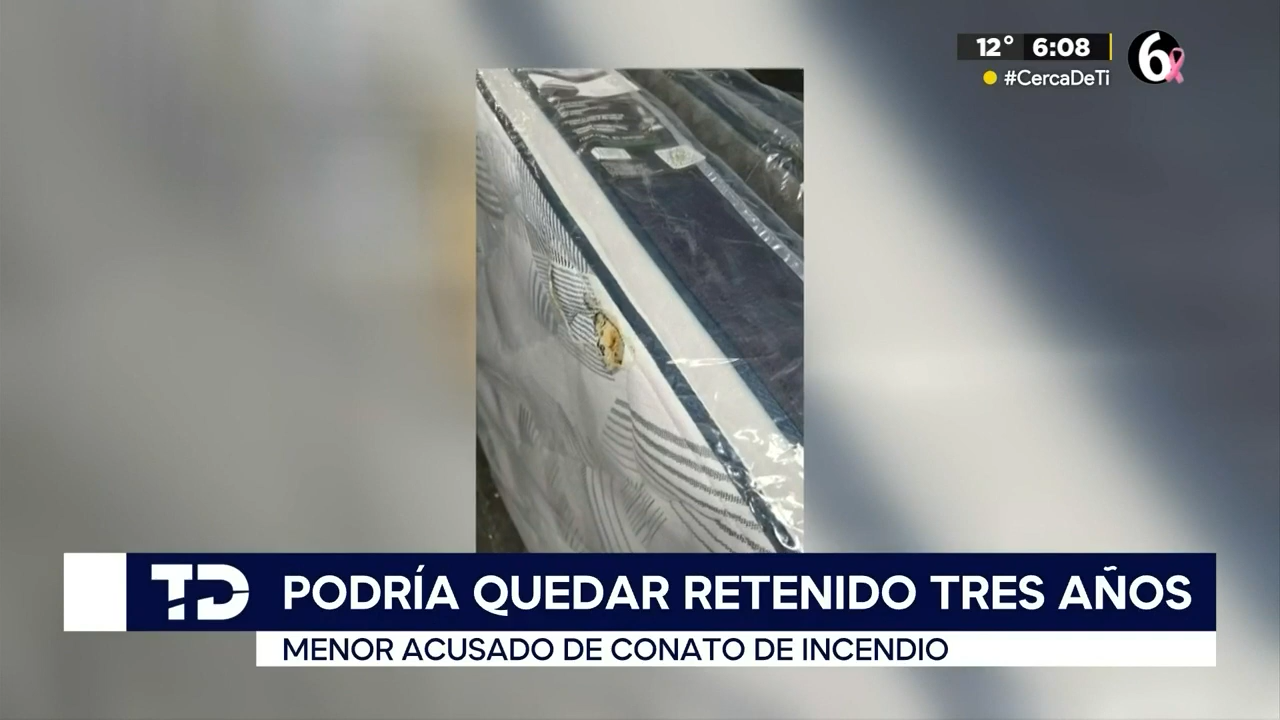 12° 6:08
#CercaDeTi
6
TD PODRÍA QUEDAR RETENIDO TRES AÑOS
MENOR ACUSADO DE CONATO DE INCENDIO